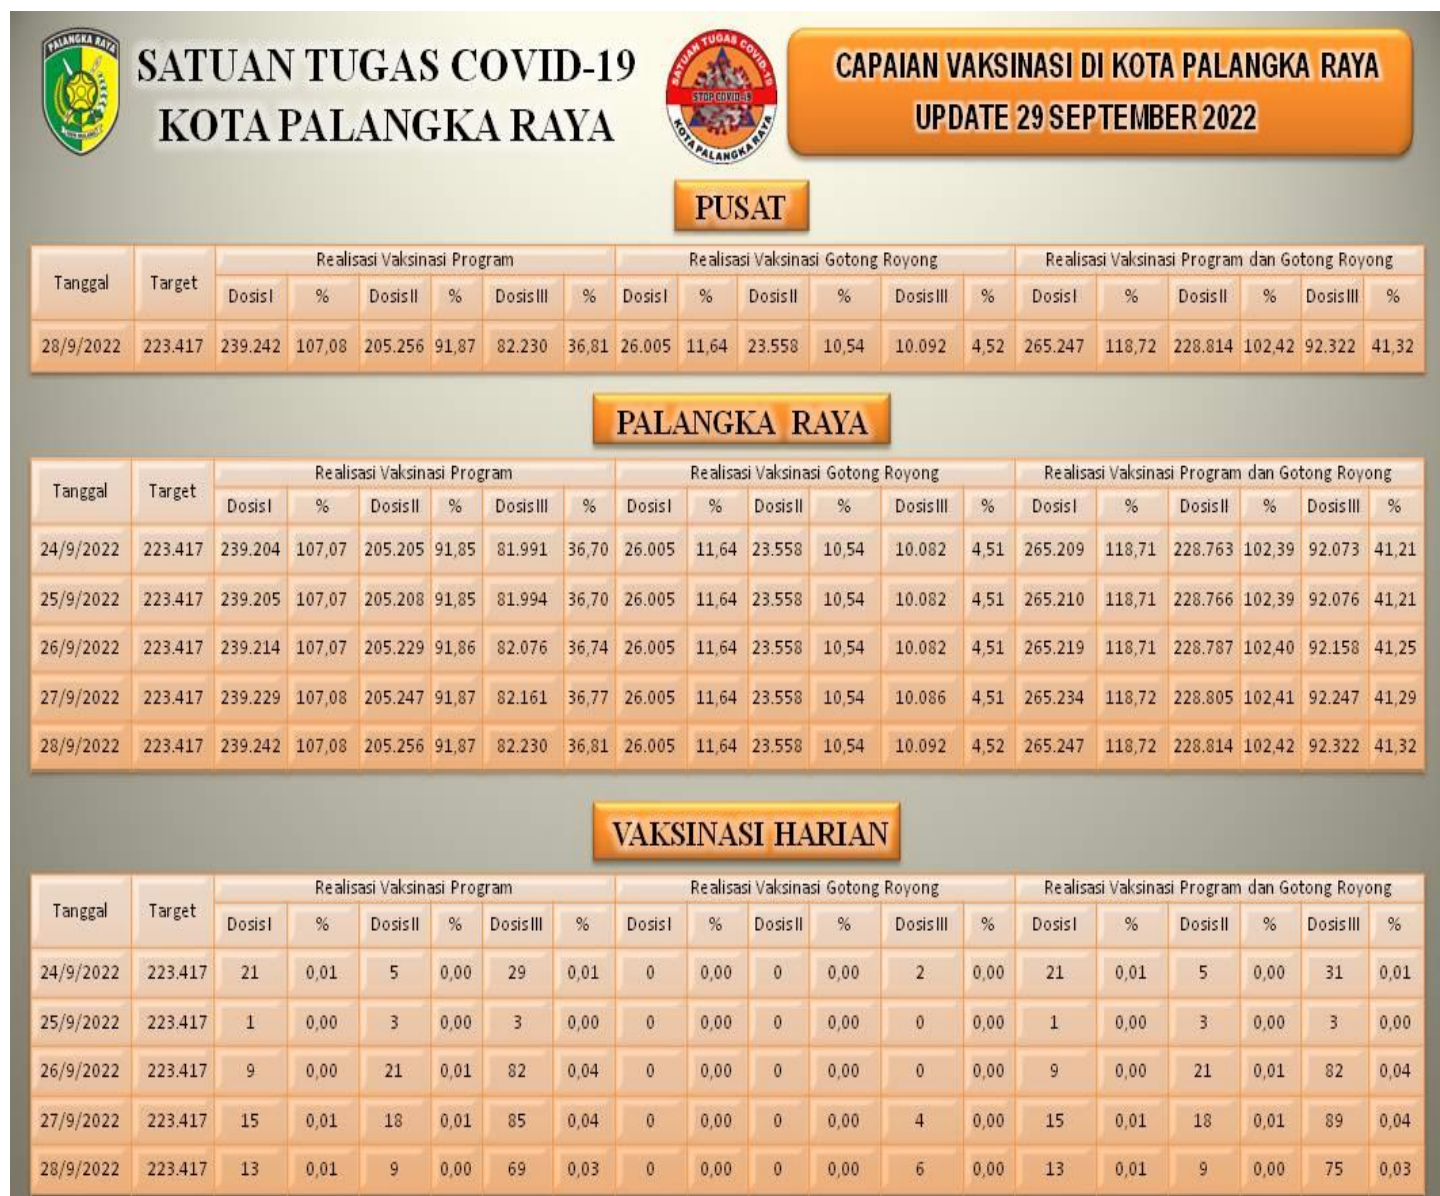 PALANGKA RAYA
SATUAN TUGAS COVID-19
KOTA PALANGKA RAYA
SATUAN TUGAS COVID-19
STOP COVID-19
KOTA PALANGKA RAYA
CAPAIAN VAKSINASI DI KOTA PALANGKA RAYA
UPDATE 29 SEPTEMBER 2022
PUSAT
Tanggal Target Realisasi Vaksinasi Program Realisasi Vaksinasi Gotong Royong Realisasi Vaksinasi Program dan Gotong Royong
Dosis I % Dosis II % Dosis III % Dosis I % Dosis II % Dosis III % Dosis I % Dosis II % Dosis III %
28/9/2022 223.417 239.242 107,08 205.256 91,87 82.230 36,81 26.005 11,64 23.558 10,54 10.092 4,52 265.247 118,72 228.814 102,42 92.322 41,32
PALANGKA RAYA
Tanggal Target Realisasi Vaksinasi Program Realisasi Vaksinasi Gotong Royong Realisasi Vaksinasi Program dan Gotong Royong
Dosis I % Dosis II % Dosis III % Dosis I % Dosis II % Dosis III % Dosis I % Dosis II % Dosis III %
24/9/2022 223.417 239.204 107,07 205.205 91,85 81.991 36,70 26.005 11,64 23.558 10,54 10.082 4,51 265.209 118,71 228.763 102,39 92.073 41,21
25/9/2022 223.417 239.205 107,07 205.208 91,85 81.994 36,70 26.005 11,64 23.558 10,54 10.082 4,51 265.210 118,71 228.766 102,39 92.076 41,21
26/9/2022 223.417 239.214 107,07 205.229 91,86 82.076 36,74 26.005 11,64 23.558 10,54 10.082 4,51 265.219 118,71 228.787 102,40 92.158 41,25
27/9/2022 223.417 239.229 107,08 205.247 91,87 82.161 36,77 26.005 11,64 23.558 10,54 10.086 4,51 265.234 118,72 228.805 102,41 92.247 41,29
28/9/2022 223.417 239.242 107,08 205.256 91,87 82.230 36,81 26.005 11,64 23.558 10,54 10.092 4,52 265.247 118,72 228.814 102,42 92.322 41,32
VAKSINASI HARIAN
Tanggal Target Realisasi Vaksinasi Program Realisasi Vaksinasi Gotong Royong Realisasi Vaksinasi Program dan Gotong Royong
Dosis I % Dosis II % Dosis III % Dosis I % Dosis II % Dosis III % Dosis I % Dosis II % Dosis III %
24/9/2022 223.417 21 0,01 5 0,00 29 0,01 0 0,00 0 0,00 2 0,00 21 0,01 5 0,00 31 0,01
25/9/2022 223.417 1 0,00 3 0,00 3 0,00 0 0,00 0 0,00 0 0,00 1 0,00 3 0,00 3 0,00
26/9/2022 223.417 9 0,00 21 0,01 82 0,04 0 0,00 0 0,00 0 0,00 9 0,00 21 0,01 82 0,04
27/9/2022 223.417 15 0,01 18 0,01 85 0,04 0 0,00 0 0,00 4 0,00 15 0,01 18 0,01 89 0,04
28/9/2022 223.417 13 0,01 9 0,00 69 0,03 0 0,00 0 0,00 6 0,00 13 0,01 9 0,00 75 0,03